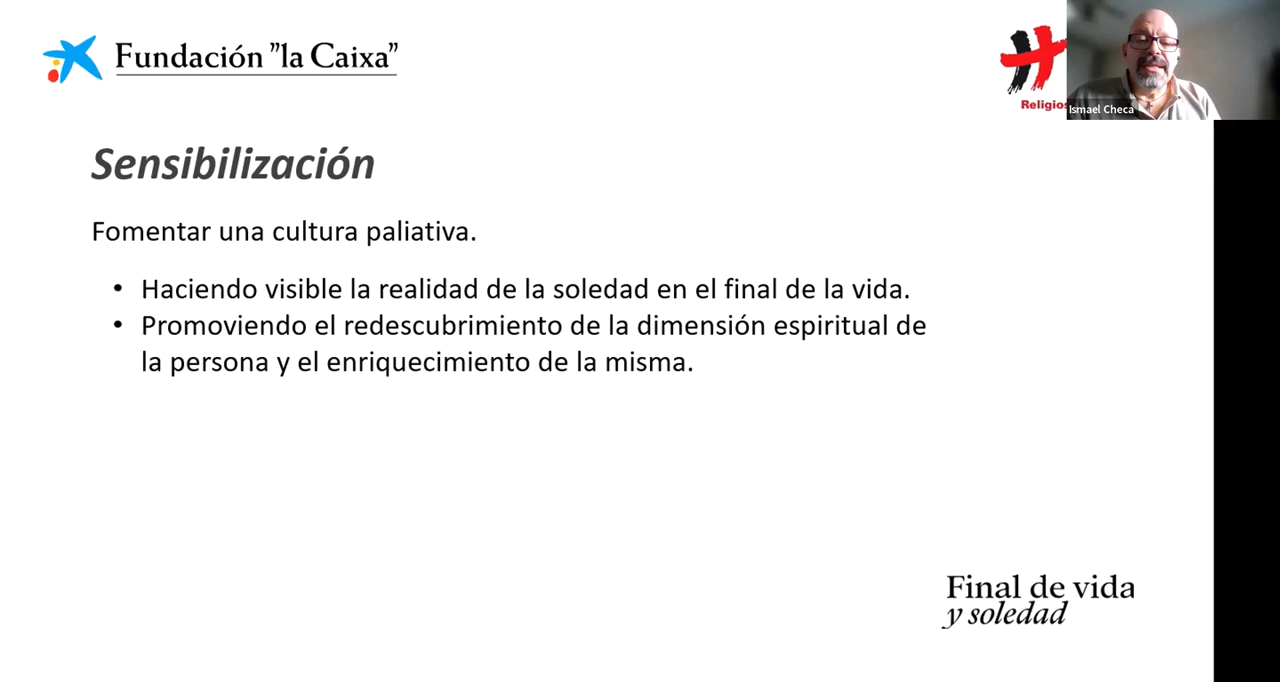 Fundación "la Caixa"
Ismael Checa
Sensibilización
Fomentar una cultura paliativa.
• Haciendo visible la realidad de la soledad en el final de la vida.
• Promoviendo el redescubrimiento de la dimensión espiritual de
la persona y el enriquecimiento de la misma.
Final de vida
y soledad